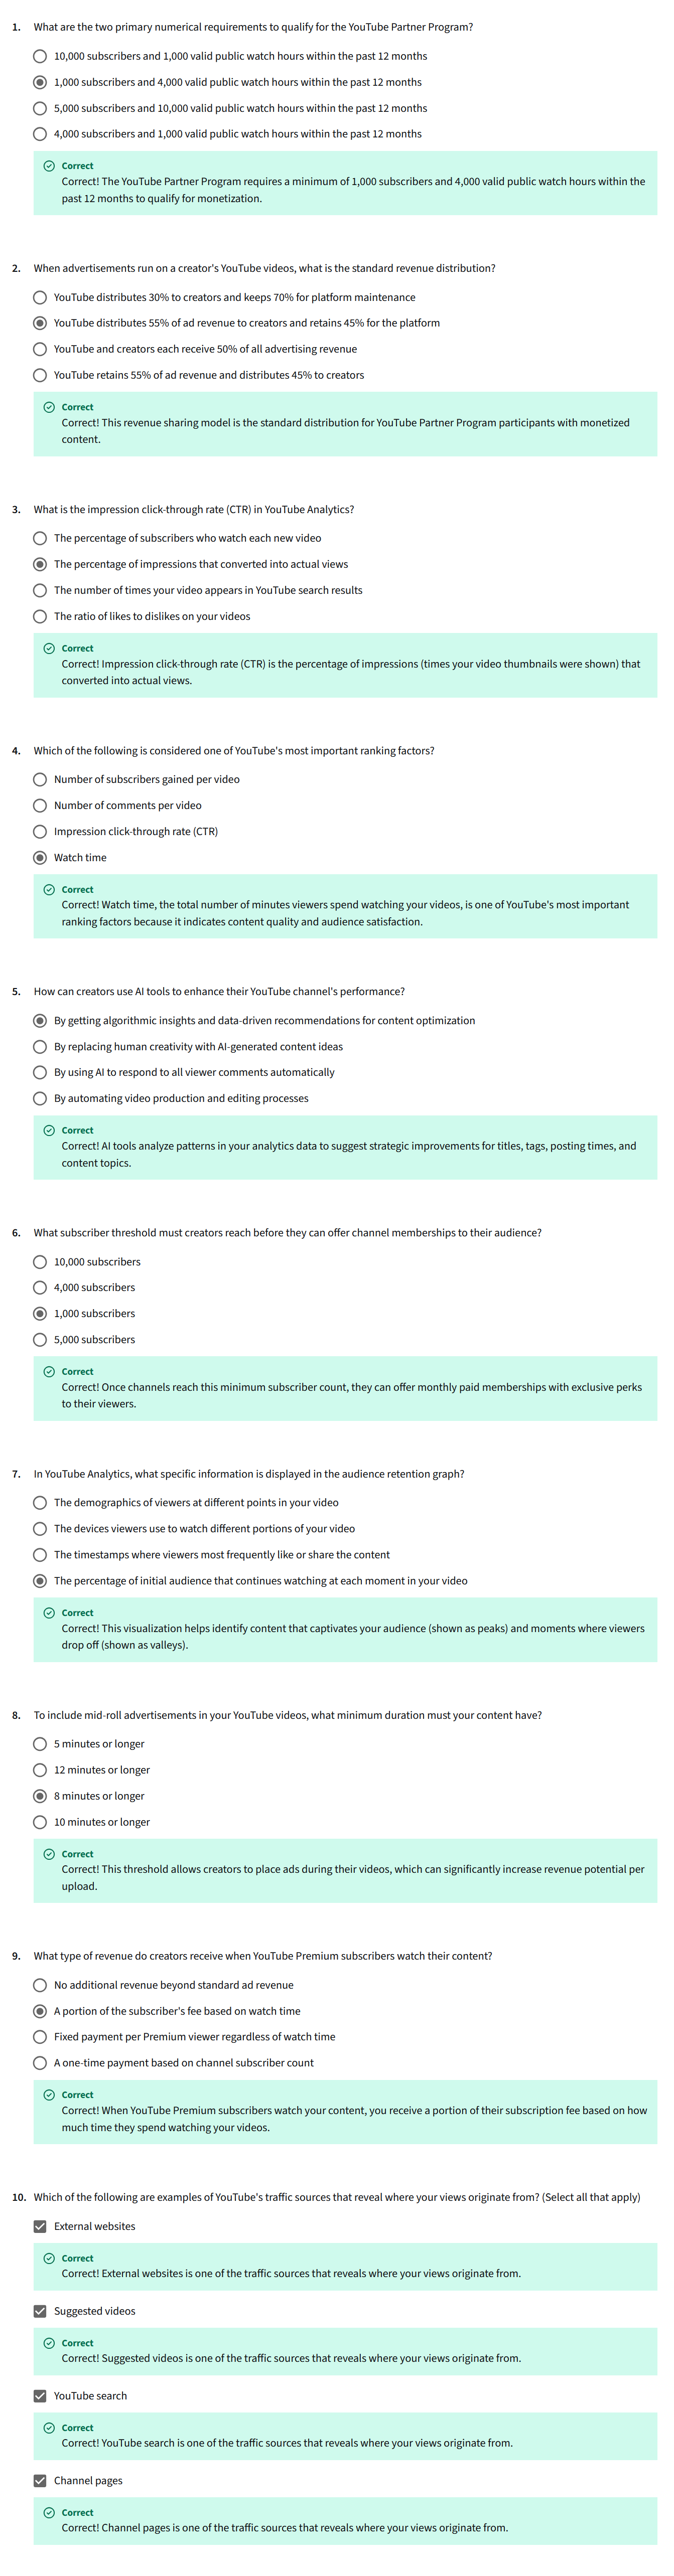 1. What are the two primary numerical requirements to qualify for the YouTube Partner Program?
10,000 subscribers and 1,000 valid public watch hours within the past 12 months
1,000 subscribers and 4,000 valid public watch hours within the past 12 months
5,000 subscribers and 10,000 valid public watch hours within the past 12 months
4,000 subscribers and 1,000 valid public watch hours within the past 12 months
Correct
Correct! The YouTube Partner Program requires a minimum of 1,000 subscribers and 4,000 valid public watch hours within the
past 12 months to qualify for monetization.
2. When advertisements run on a creator's YouTube videos, what is the standard revenue distribution?
YouTube distributes 30% to creators and keeps 70% for platform maintenance
YouTube distributes 55% of ad revenue to creators and retains 45% for the platform
YouTube and creators each receive 50% of all advertising revenue
YouTube retains 55% of ad revenue and distributes 45% to creators
Correct
Correct! This revenue sharing model is the standard distribution for YouTube Partner Program participants with monetized
content.
3. What is the impression click-through rate (CTR) in YouTube Analytics?
The percentage of subscribers who watch each new video
The percentage of impressions that converted into actual views
The number of times your video appears in YouTube search results
The ratio of likes to dislikes on your videos
Correct
Correct! Impression click-through rate (CTR) is the percentage of impressions (times your video thumbnails were shown) that
converted into actual views.
4. Which of the following is considered one of YouTube's most important ranking factors?
Number of subscribers gained per video
Number of comments per video
Impression click-through rate (CTR)
Watch time
Correct
Correct! Watch time, the total number of minutes viewers spend watching your videos, is one of YouTube's most important
ranking factors because it indicates content quality and audience satisfaction.
5. How can creators use AI tools to enhance their YouTube channel's performance?
By getting algorithmic insights and data-driven recommendations for content optimization
By replacing human creativity with AI-generated content ideas
By using AI to respond to all viewer comments automatically
By automating video production and editing processes
Correct
Correct! AI tools analyze patterns in your analytics data to suggest strategic improvements for titles, tags, posting times, and
content topics.
6. What subscriber threshold must creators reach before they can offer channel memberships to their audience?
10,000 subscribers
4,000 subscribers
1,000 subscribers
5,000 subscribers
Correct
Correct! Once channels reach this minimum subscriber count, they can offer monthly paid memberships with exclusive perks
to their viewers.
7. In YouTube Analytics, what specific information is displayed in the audience retention graph?
The demographics of viewers at different points in your video
The devices viewers use to watch different portions of your video
The timestamps where viewers most frequently like or share the content
The percentage of initial audience that continues watching at each moment in your video
Correct
Correct! This visualization helps identify content that captivates your audience (shown as peaks) and moments where viewers
drop off (shown as valleys).
8. To include mid-roll advertisements in your YouTube videos, what minimum duration must your content have?
5 minutes or longer
12 minutes or longer
8 minutes or longer
10 minutes or longer
Correct
Correct! This threshold allows creators to place ads during their videos, which can significantly increase revenue potential per
upload.
9. What type of revenue do creators receive when YouTube Premium subscribers watch their content?
No additional revenue beyond standard ad revenue
A portion of the subscriber's fee based on watch time
Fixed payment per Premium viewer regardless of watch time
A one-time payment based on channel subscriber count
Correct
Correct! When YouTube Premium subscribers watch your content, you receive a portion of their subscription fee based on how
much time they spend watching your videos.
10. Which of the following are examples of YouTube's traffic sources that reveal where your views originate from? (Select all that apply)
External websites
Correct
Correct! External websites is one of the traffic sources that reveals where your views originate from.
Suggested videos
Correct
Correct! Suggested videos is one of the traffic sources that reveals where your views originate from.
YouTube search
Correct
Correct! YouTube search is one of the traffic sources that reveals where your views originate from.
Channel pages
Correct
Correct! Channel pages is one of the traffic sources that reveals where your views originate from.